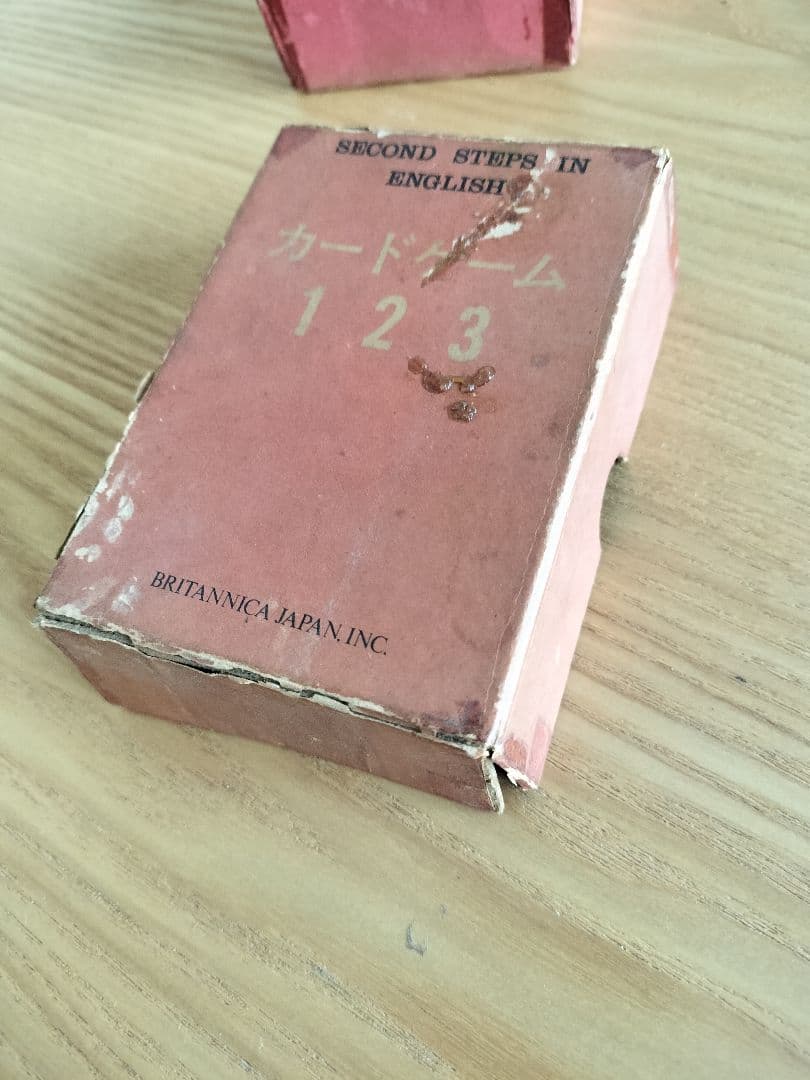 SECOND STEPS IN
ENGLISH
カードゲーム
1 2 3
BRITANNICA JAPAN, INC.